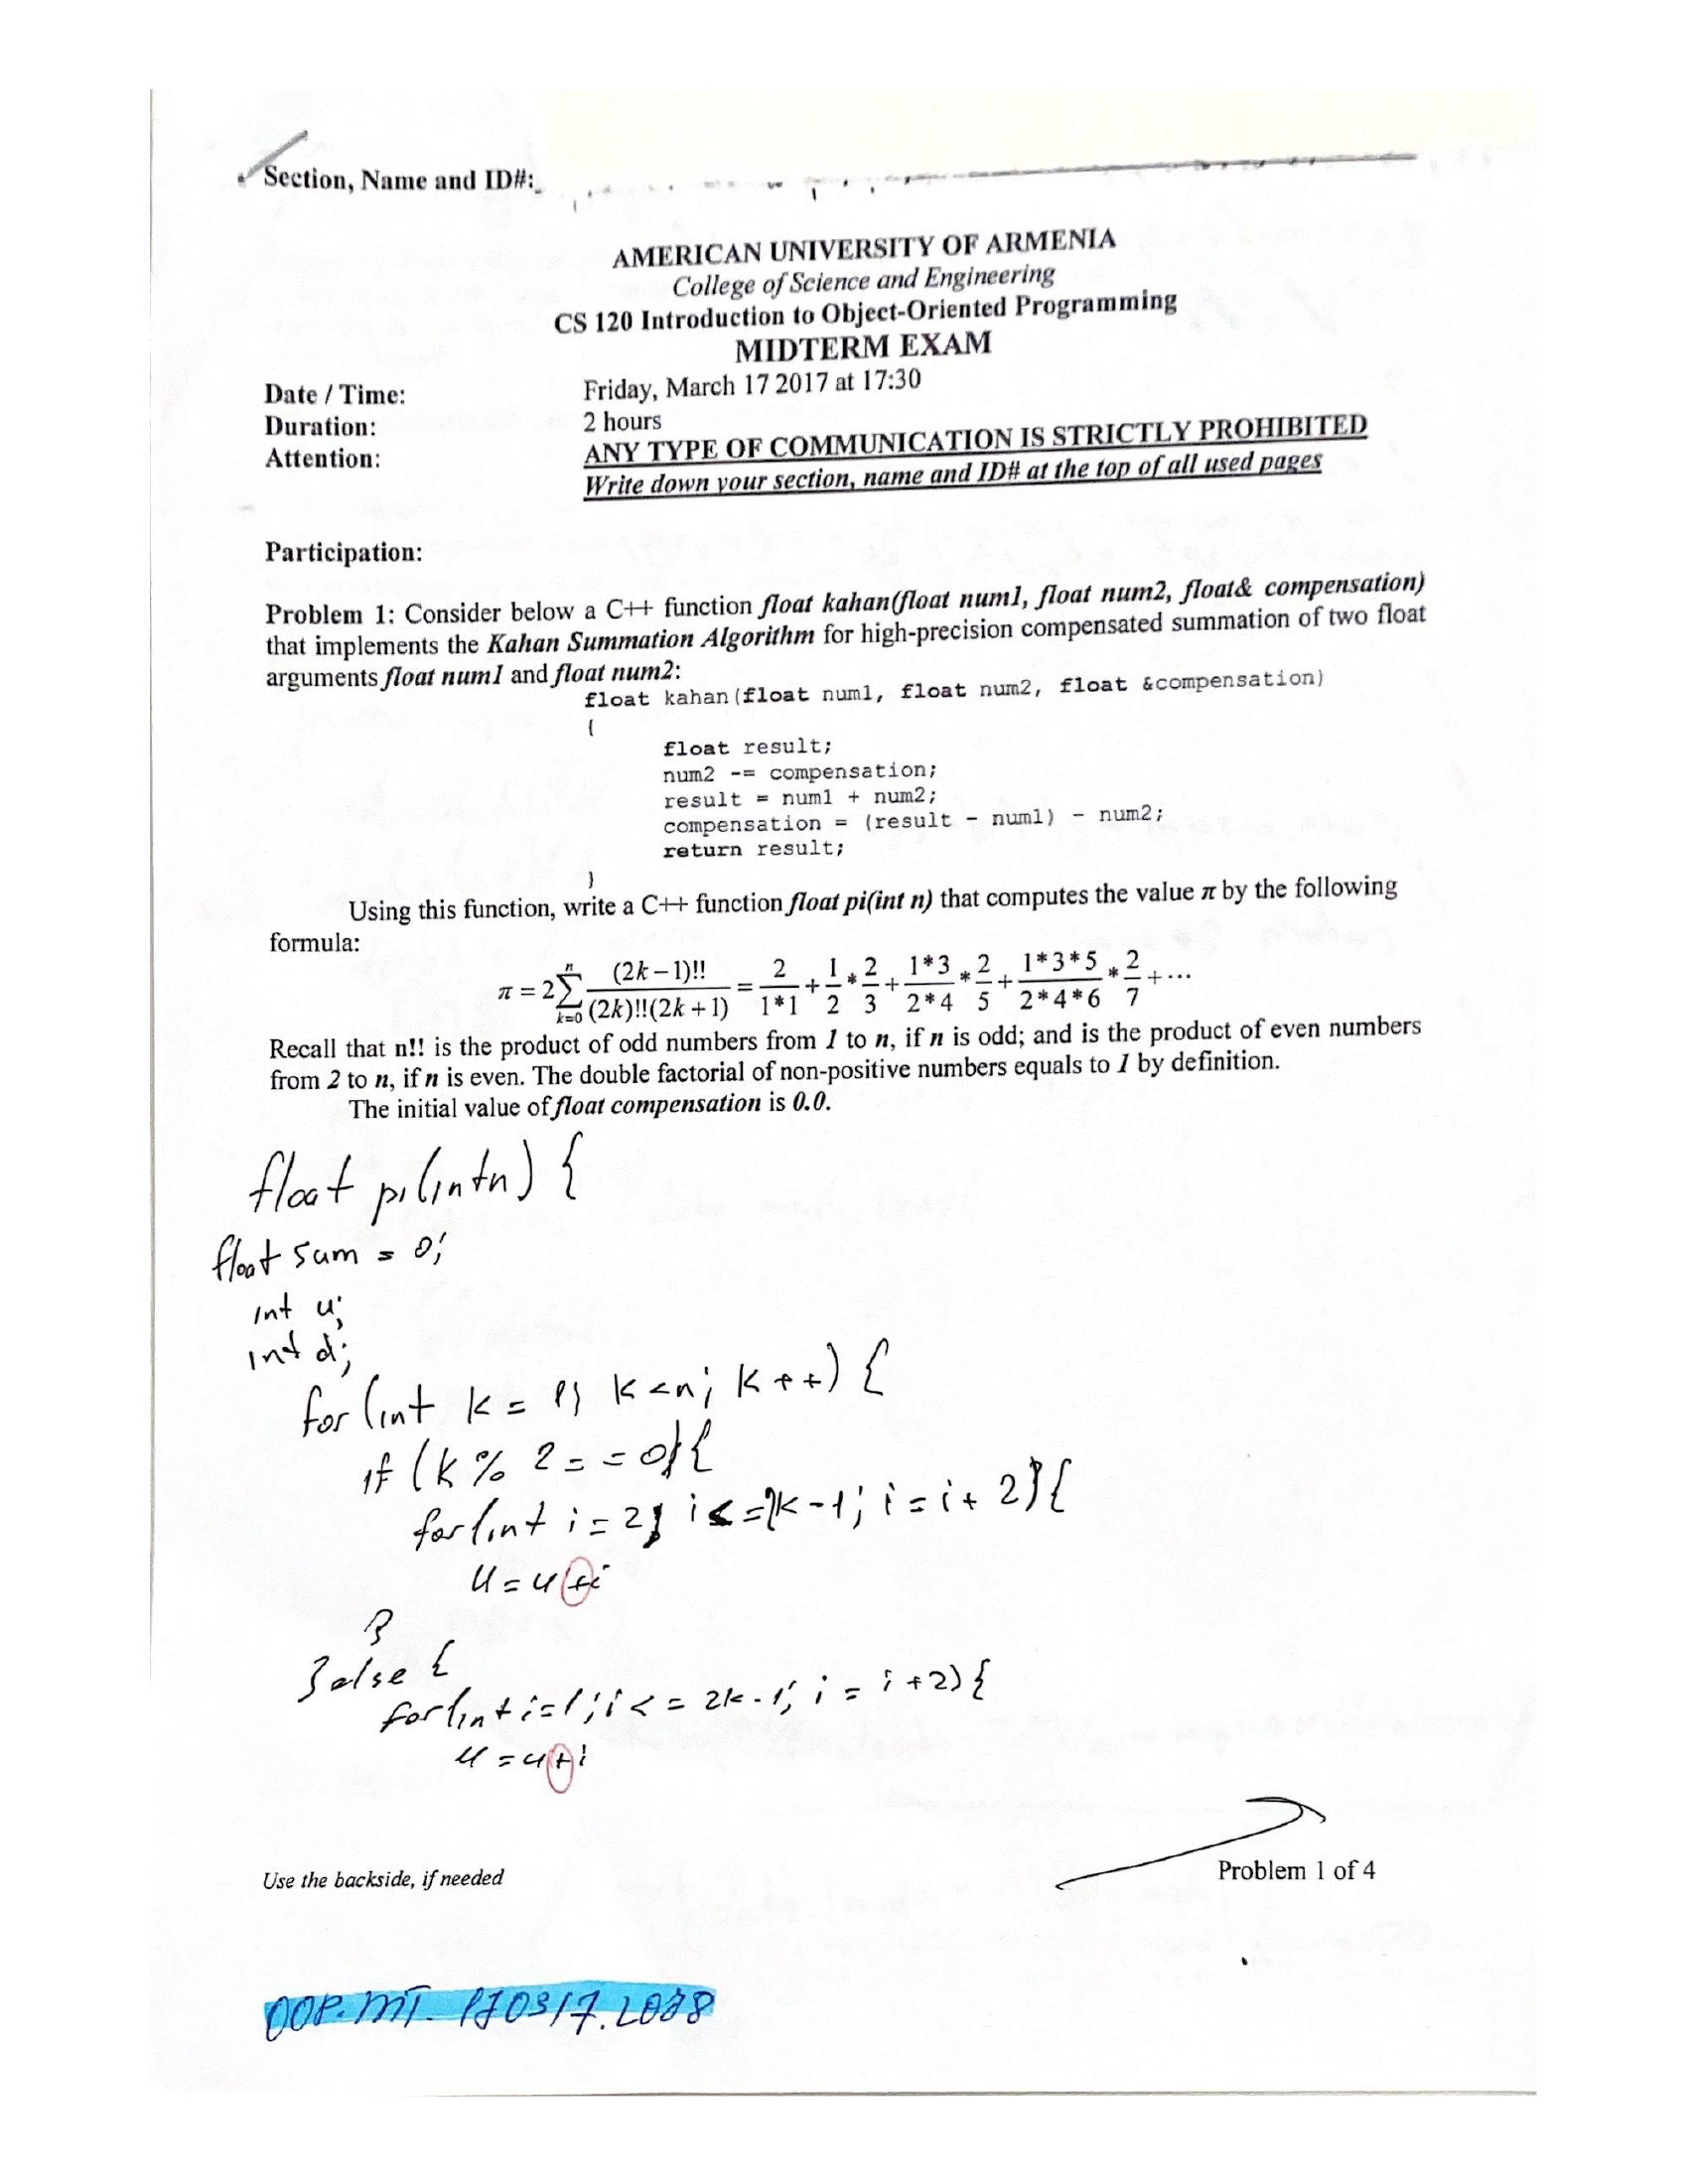 Section, Name and ID#:
AMERICAN UNIVERSITY OF ARMENIA
College of Science and Engineering
CS 120 Introduction to Object-Oriented Programming
MIDTERM EXAM
Date / Time: Friday, March 17 2017 at 17:30
Duration: 2 hours
Attention: ANY TYPE OF COMMUNICATION IS STRICTLY PROHIBITED
Write down your section, name and ID# at the top of all used pages
Participation:
Problem 1: Consider below a C++ function float kahan(float num1, float num2, float& compensation)
that implements the Kahan Summation Algorithm for high-precision compensated summation of two float
arguments float num1 and float num2:
float kahan(float num1, float num2, float &compensation)
{
float result;
num2 -= compensation;
result = num1 + num2;
compensation = (result - num1) - num2;
return result;
}
Using this function, write a C++ function float pi(int n) that computes the value π by the following
formula:
π = 2 ∑_{k=0}^{n} (2k-1)!! / ((2k)!!(2k+1)) = 2/(1*1) + 1/2 * 2/3 + (1*3)/(2*4) * 2/5 + (1*3*5)/(2*4*6) * 2/7 + ...
Recall that n!! is the product of odd numbers from 1 to n, if n is odd; and is the product of even numbers
from 2 to n, if n is even. The double factorial of non-positive numbers equals to 1 by definition.
The initial value of float compensation is 0.0.
float pi(int n) {
float sum = 0;
int u;
int d;
for (int k = 1; k < n; k++) {
if (k % 2 == 0) {
for(int i = 2; i <= 2k-1; i = i + 2) {
u = u + i
}
} else {
for(int i = 1; i <= 2k-1; i = i + 2) {
u = u + i
Use the backside, if needed
Problem 1 of 4
OOP.MT.170317.L088